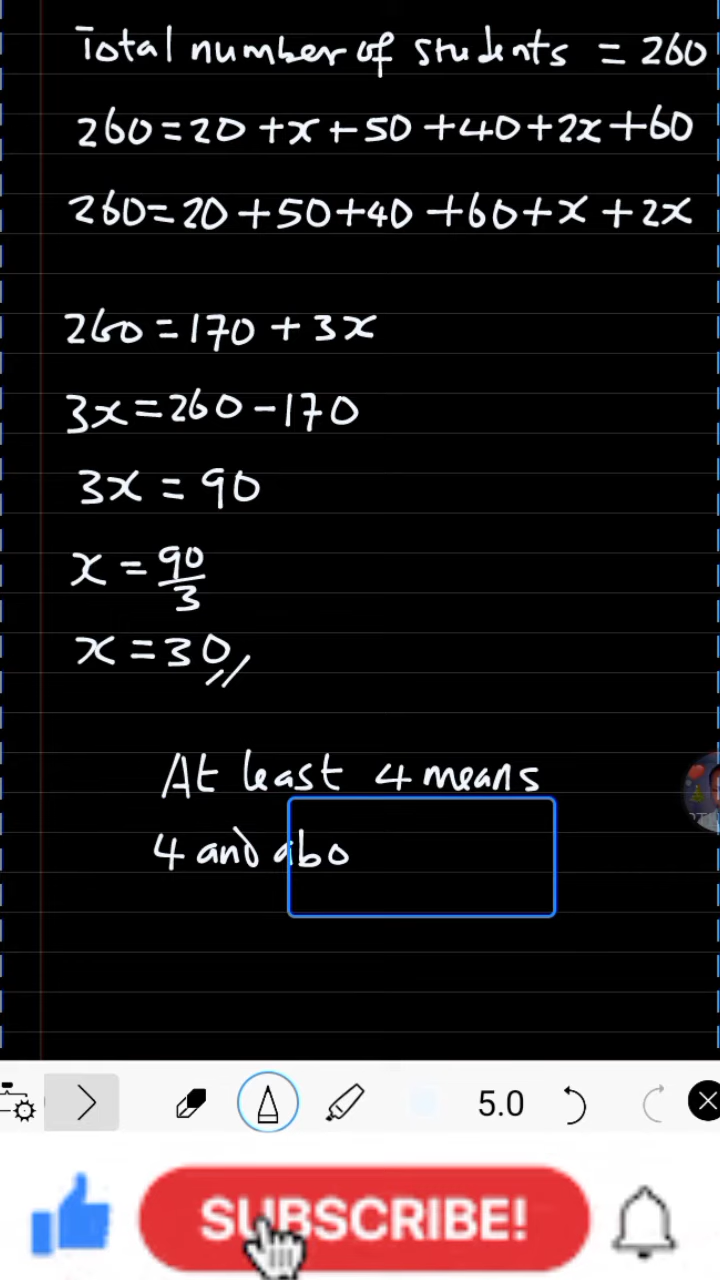 Total number of students = 260
260=20+x+50+40+2x+60
260=20+50+40+60+x+2x
260=170+3x
3x=260-170
3x=90
x=90/3
x=30//
At least 4 means
4 and abo
5.0
SUBSCRIBE!